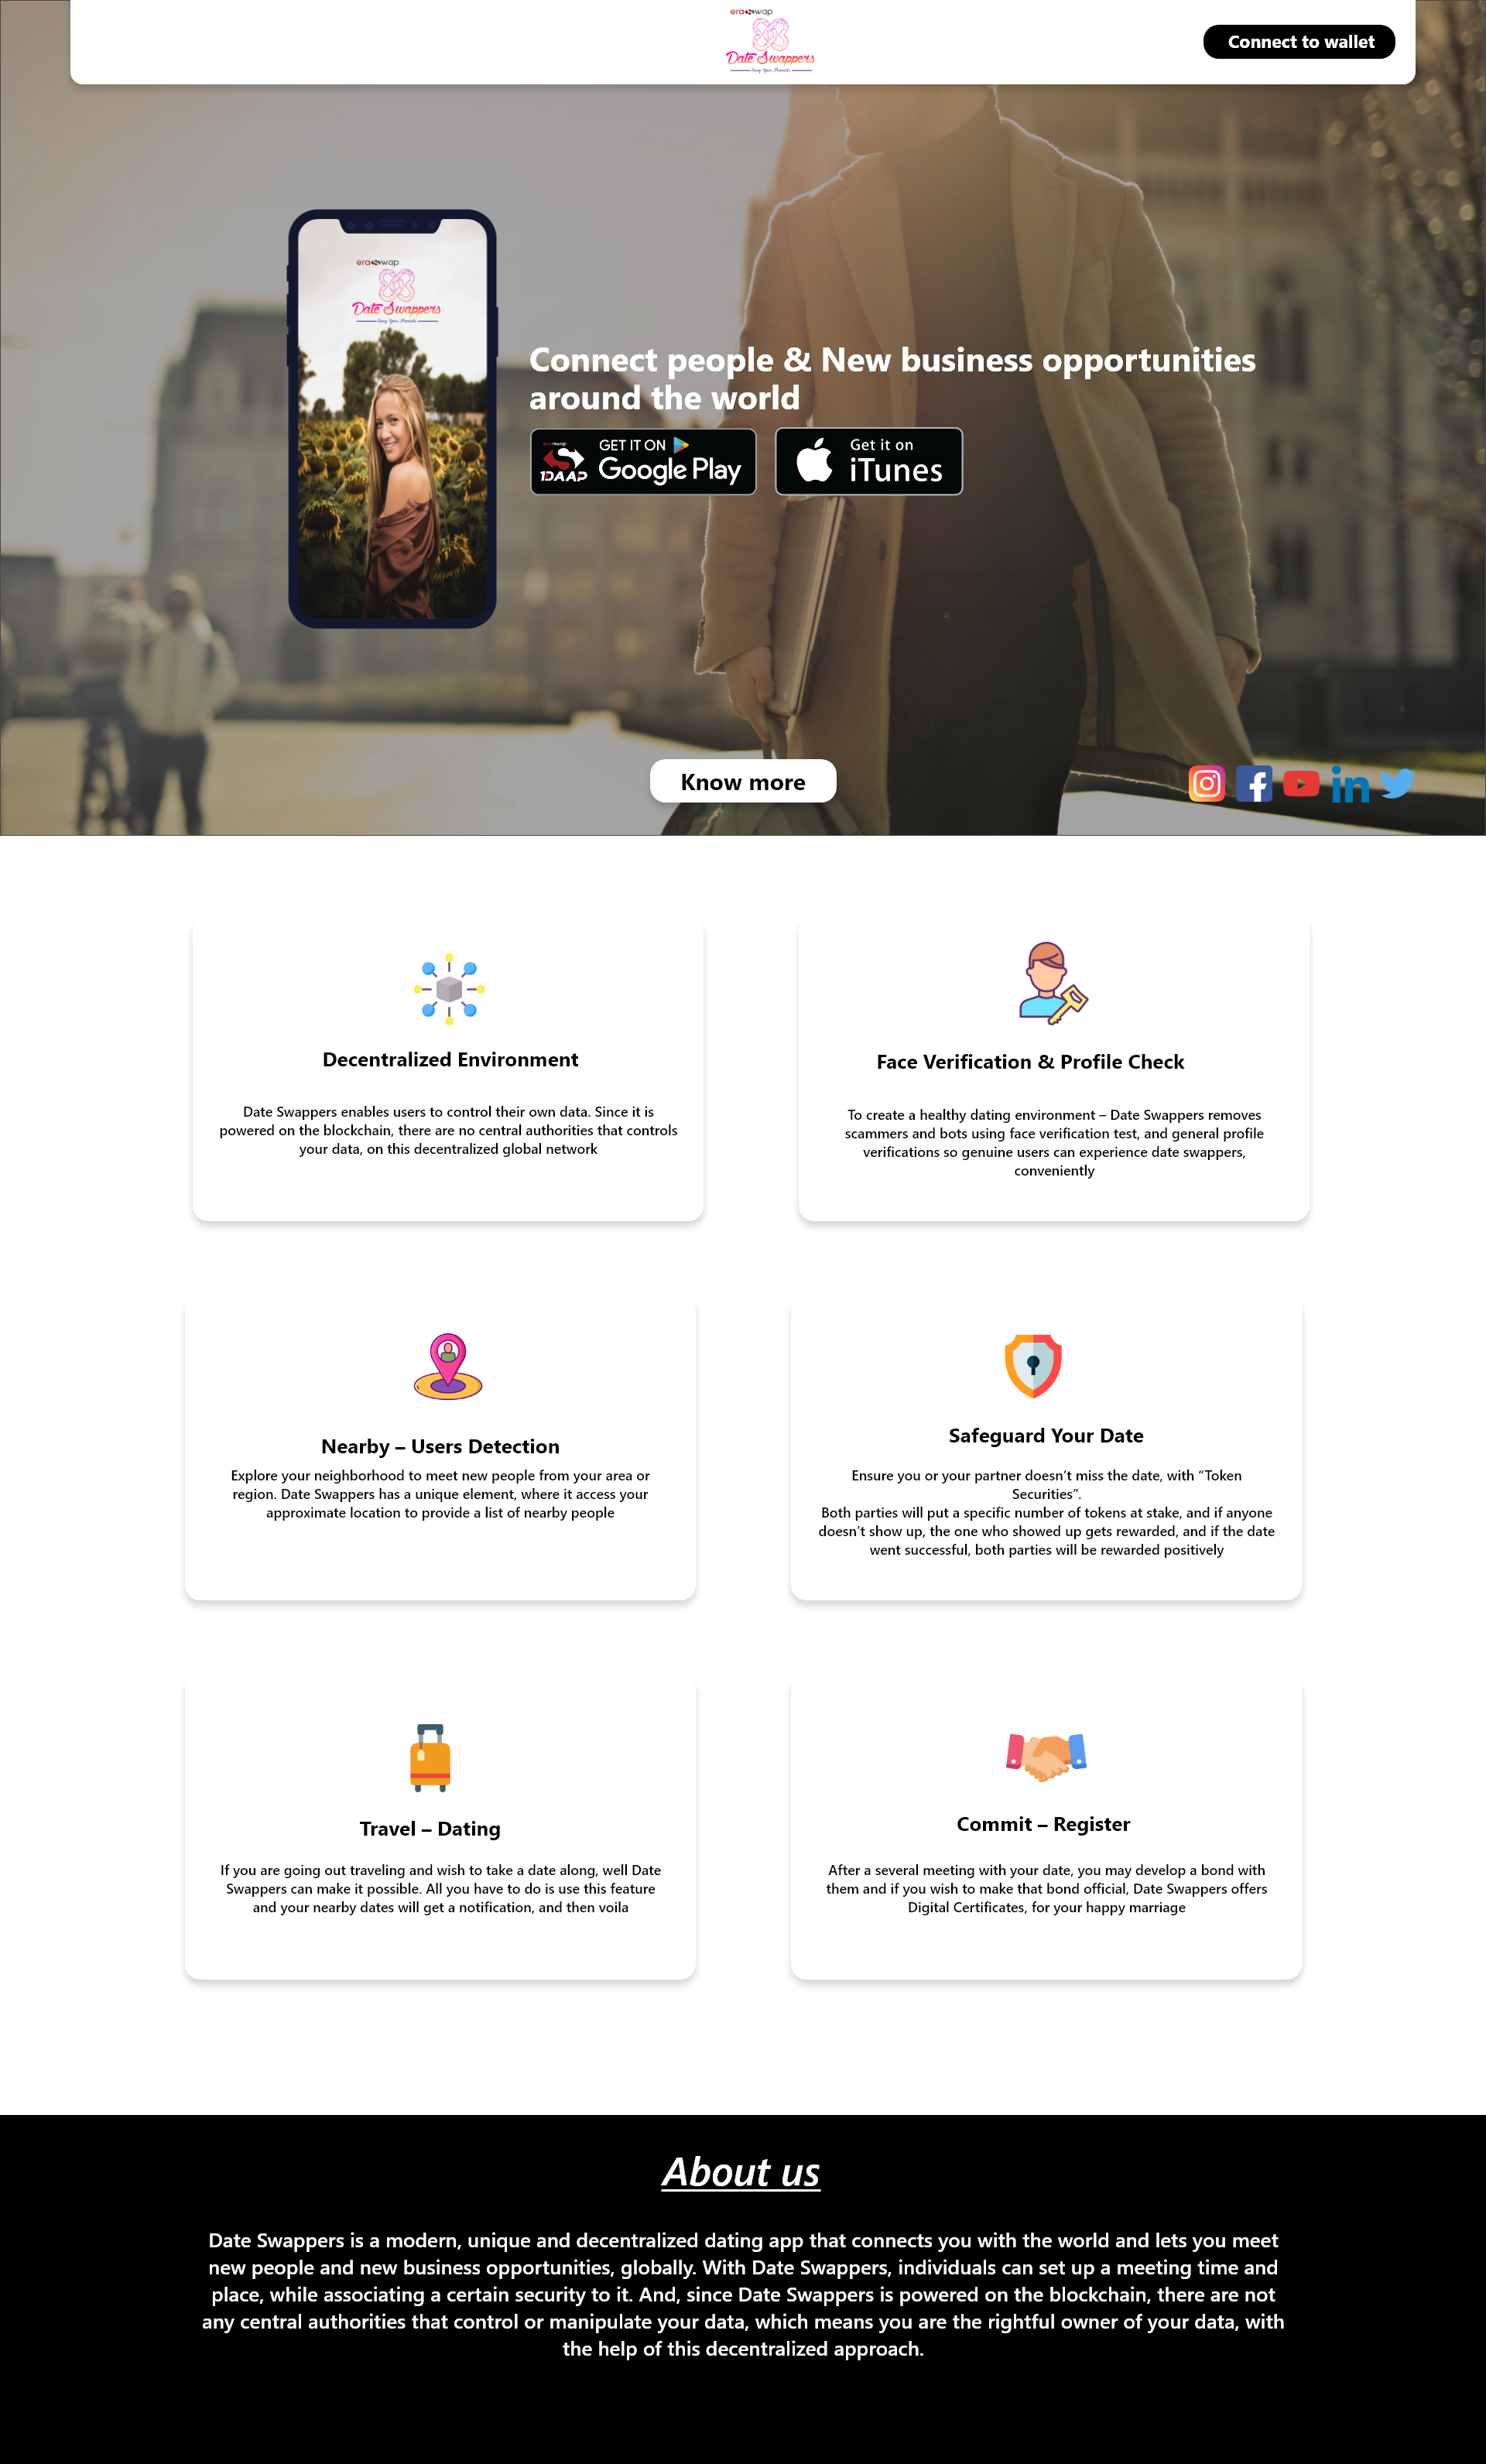 eraswap
Date Swappers
Connect to wallet
eraswap
Date Swappers
Connect people & New business opportunities
around the world
GET IT ON
Google Play
1DAAP
Get it on
iTunes
Know more
Decentralized Environment
Date Swappers enables users to control their own data. Since it is
powered on the blockchain, there are no central authorities that controls
your data, on this decentralized global network
Face Verification & Profile Check
To create a healthy dating environment – Date Swappers removes
scammers and bots using face verification test, and general profile
verifications so genuine users can experience date swappers,
conveniently
Nearby – Users Detection
Explore your neighborhood to meet new people from your area or
region. Date Swappers has a unique element, where it access your
approximate location to provide a list of nearby people
Safeguard Your Date
Ensure you or your partner doesn’t miss the date, with “Token
Securities”.
Both parties will put a specific number of tokens at stake, and if anyone
doesn’t show up, the one who showed up gets rewarded, and if the date
went successful, both parties will be rewarded positively
Travel – Dating
If you are going out traveling and wish to take a date along, well Date
Swappers can make it possible. All you have to do is use this feature
and your nearby dates will get a notification, and then voila
Commit – Register
After a several meeting with your date, you may develop a bond with
them and if you wish to make that bond official, Date Swappers offers
Digital Certificates, for your happy marriage
About us
Date Swappers is a modern, unique and decentralized dating app that connects you with the world and lets you meet
new people and new business opportunities, globally. With Date Swappers, individuals can set up a meeting time and
place, while associating a certain security to it. And, since Date Swappers is powered on the blockchain, there are not
any central authorities that control or manipulate your data, which means you are the rightful owner of your data, with
the help of this decentralized approach.